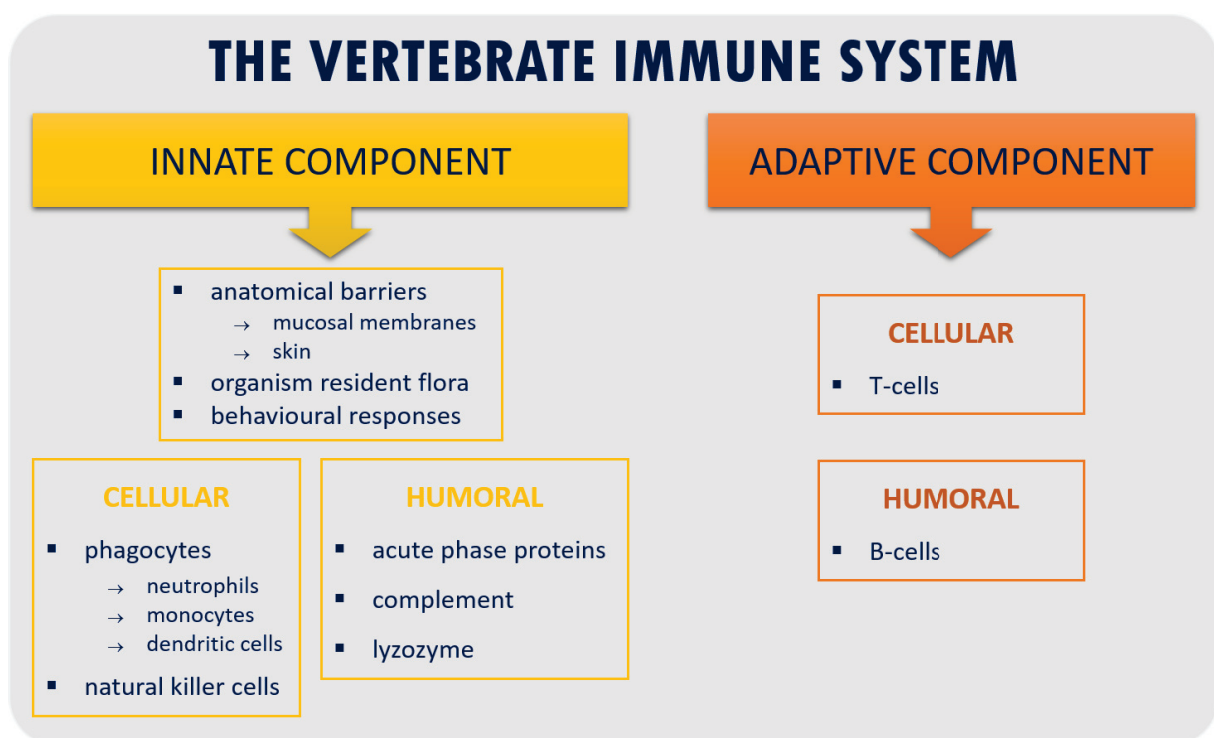 THE VERTEBRATE IMMUNE SYSTEM
INNATE COMPONENT
▪ anatomical barriers
→ mucosal membranes
→ skin
▪ organism resident flora
▪ behavioural responses
CELLULAR
▪ phagocytes
→ neutrophils
→ monocytes
→ dendritic cells
▪ natural killer cells
HUMORAL
▪ acute phase proteins
▪ complement
▪ lyzozyme
ADAPTIVE COMPONENT
CELLULAR
▪ T-cells
HUMORAL
▪ B-cells